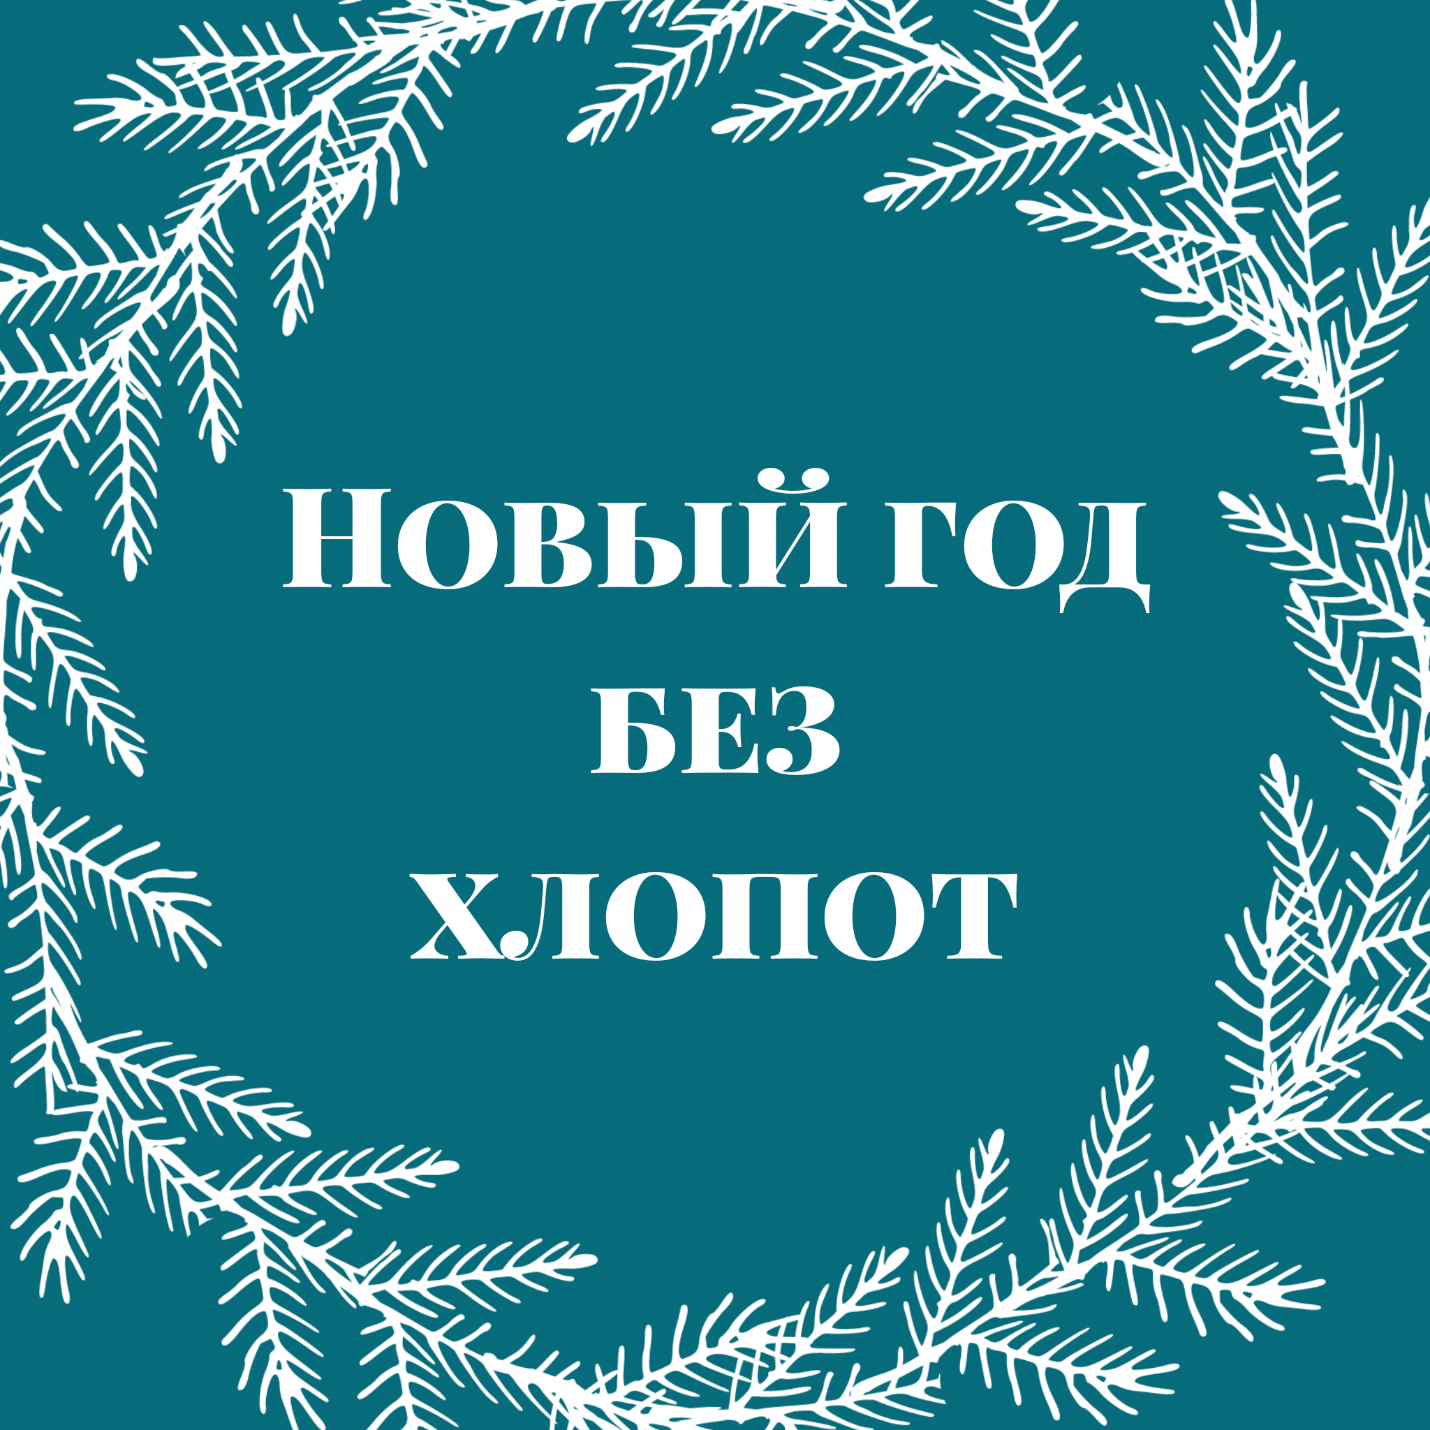 Новый год
без
хлопот